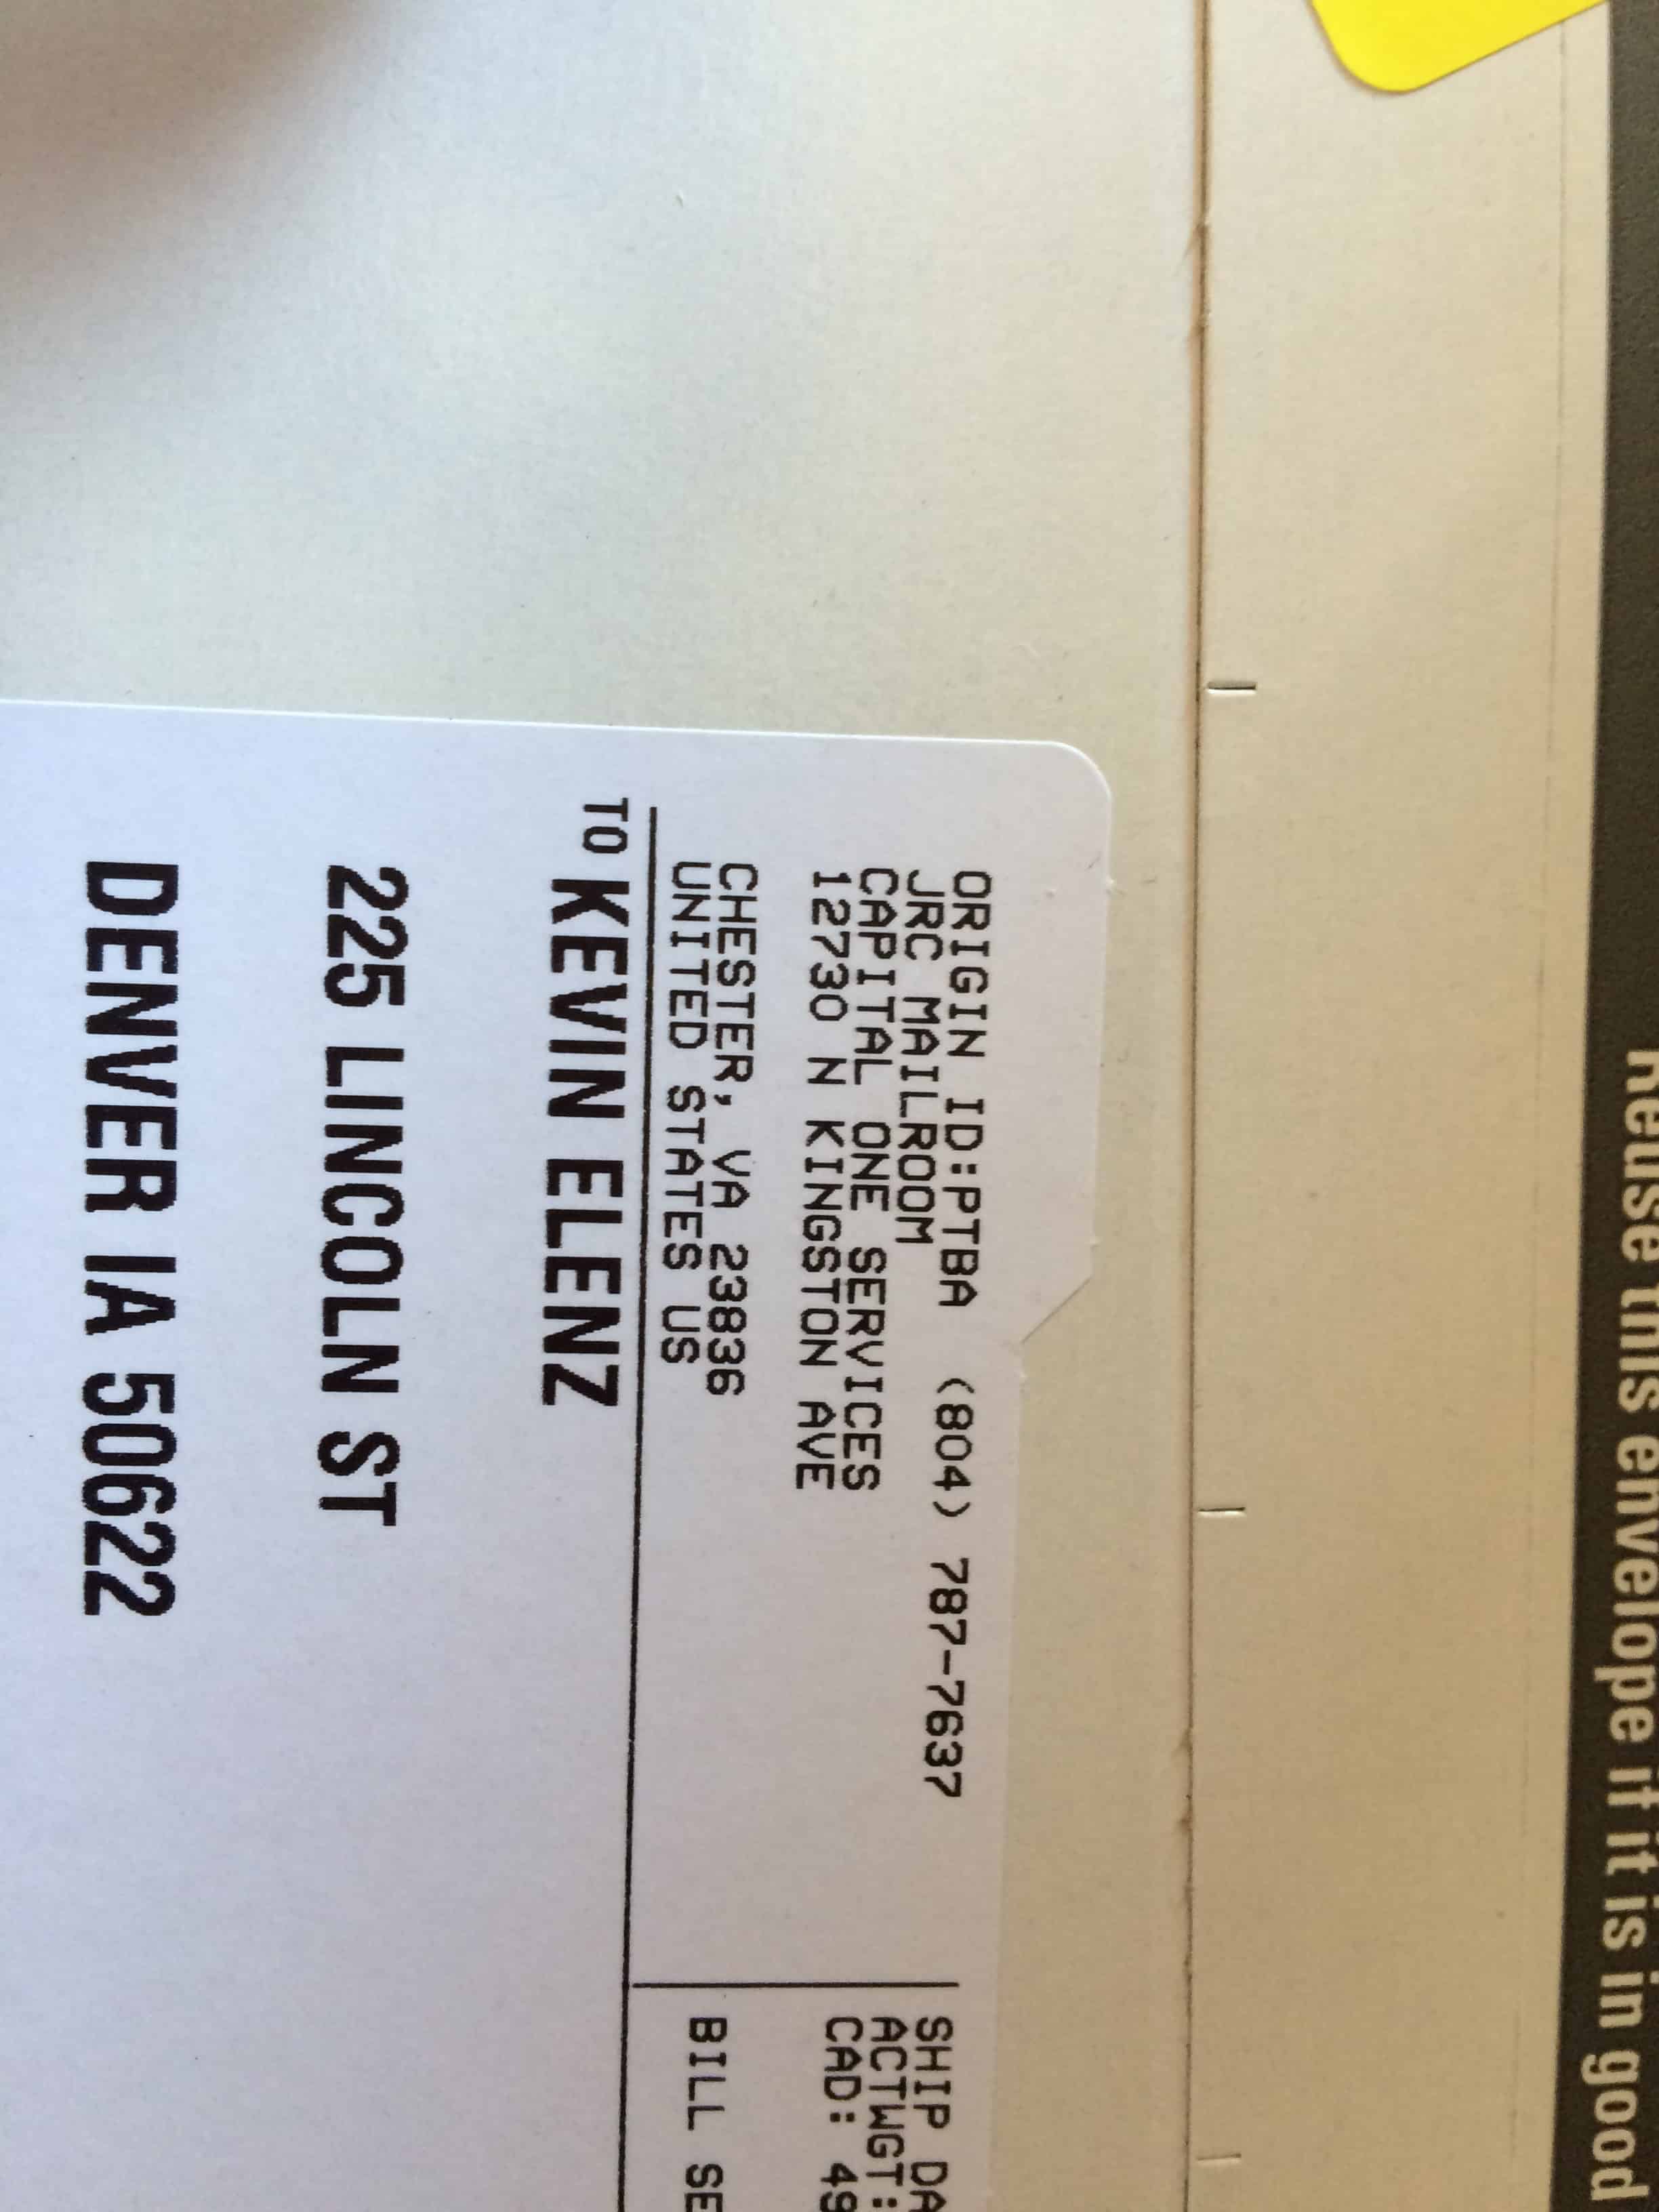 Reuse this envelope if it is in good
ORIGIN ID:PTBA (804) 787-7637
JRC MAILROOM
CAPITAL ONE SERVICES
12730 N KINGSTON AVE
CHESTER, VA 23836
UNITED STATES US
SHIP DA
ACTWGT:
CAD: 49
BILL SE
TO KEVIN ELENZ
225 LINCOLN ST
DENVER IA 50622